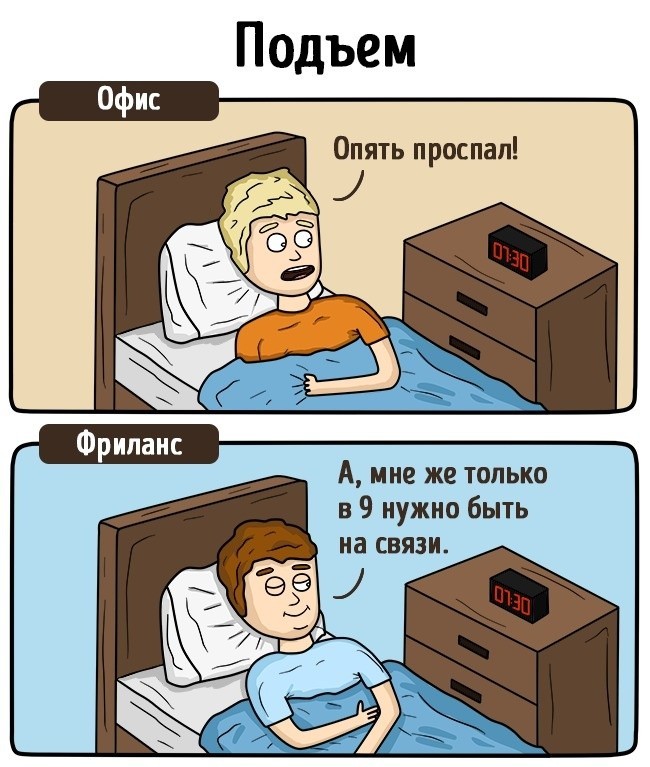 Подъем
Офис
Опять проспал!
07:30
Фриланс
А, мне же только
в 9 нужно быть
на связи.
07:30